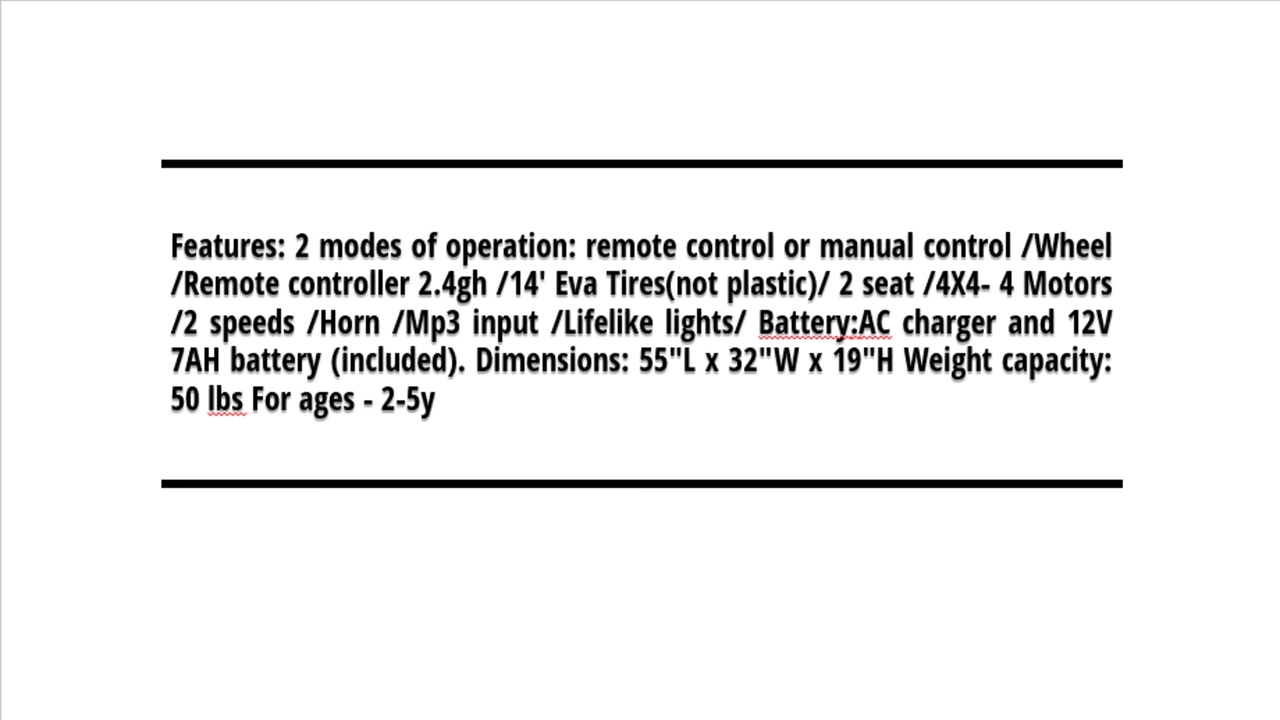 Features: 2 modes of operation: remote control or manual control /Wheel
/Remote controller 2.4gh /14' Eva Tires(not plastic)/ 2 seat /4X4- 4 Motors
/2 speeds /Horn /Mp3 input /Lifelike lights/ Battery:AC charger and 12V
7AH battery (included). Dimensions: 55"L x 32"W x 19"H Weight capacity:
50 lbs For ages - 2-5y